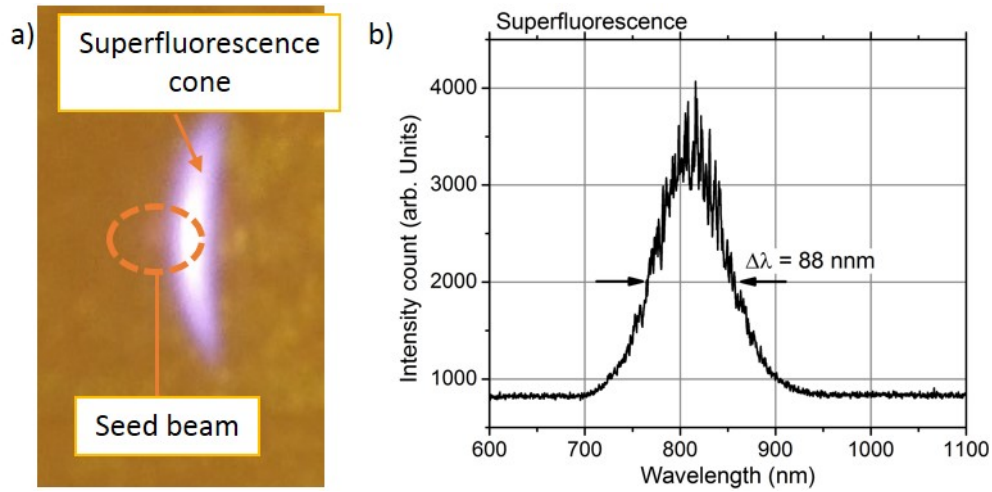 a)
Superfluorescence
cone
Seed beam
b)
Superfluorescence
Intensity count (arb. Units)
4000
3000
2000
1000
Δλ = 88 nnm
600 700 800 900 1000 1100
Wavelength (nm)